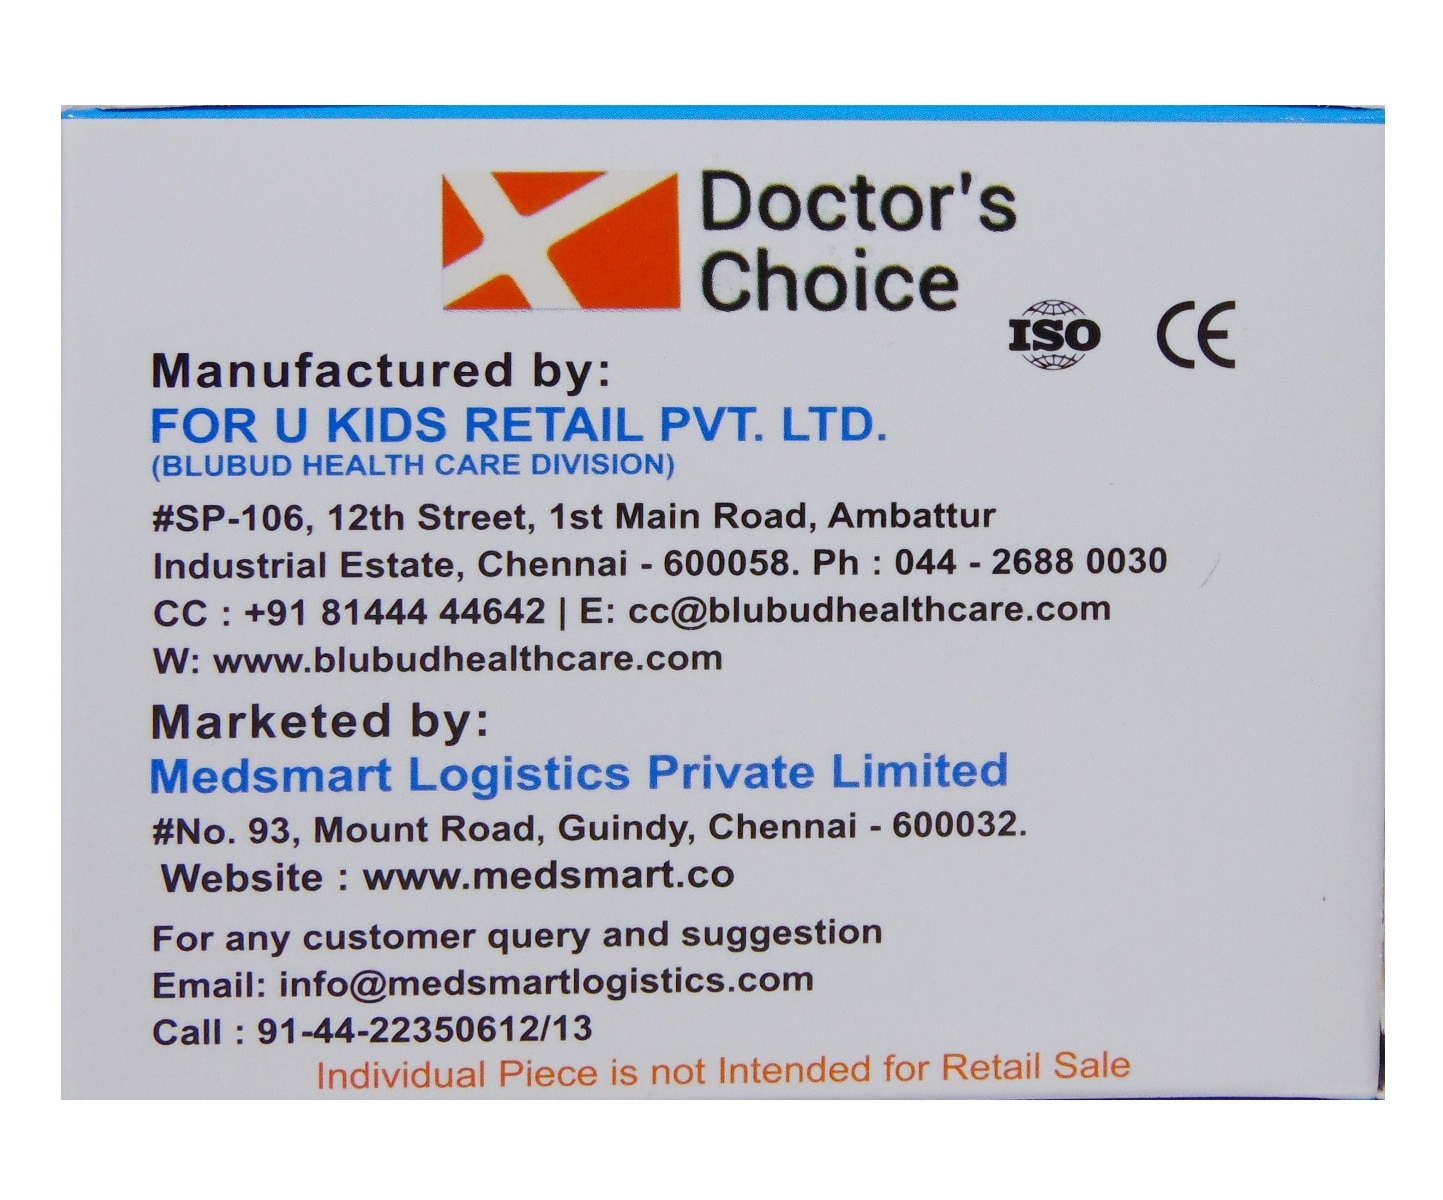 Doctor's
Choice
ISO CE
Manufactured by:
FOR U KIDS RETAIL PVT. LTD.
(BLUBUD HEALTH CARE DIVISION)
#SP-106, 12th Street, 1st Main Road, Ambattur
Industrial Estate, Chennai - 600058. Ph : 044 - 2688 0030
CC : +91 81444 44642 | E: cc@blubudhealthcare.com
W: www.blubudhealthcare.com
Marketed by:
Medsmart Logistics Private Limited
#No. 93, Mount Road, Guindy, Chennai - 600032.
Website : www.medsmart.co
For any customer query and suggestion
Email: info@medsmartlogistics.com
Call : 91-44-22350612/13
Individual Piece is not Intended for Retail Sale